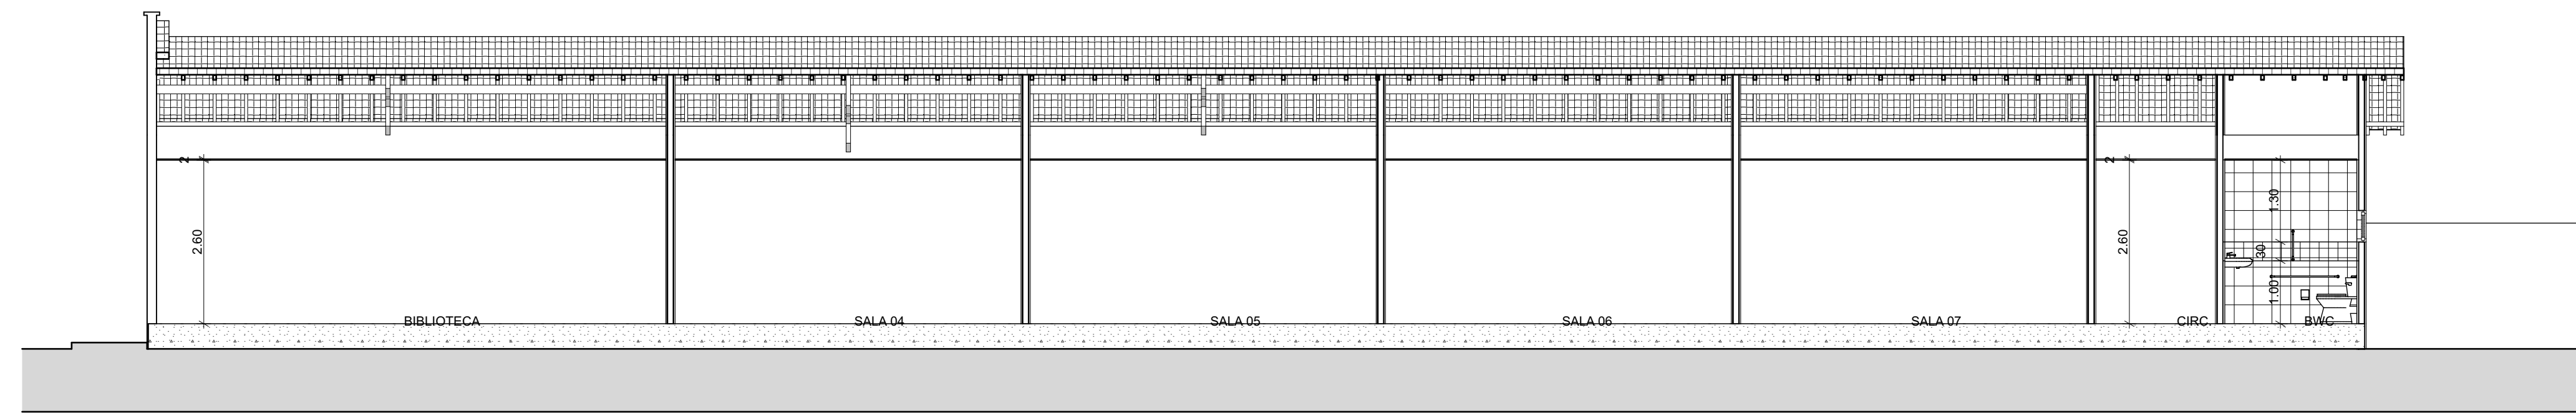 2
2.60
BIBLIOTECA
SALA 04
SALA 05
SALA 06
SALA 07
2
2.60
CIRC.
1.30
30
1.00
BWC